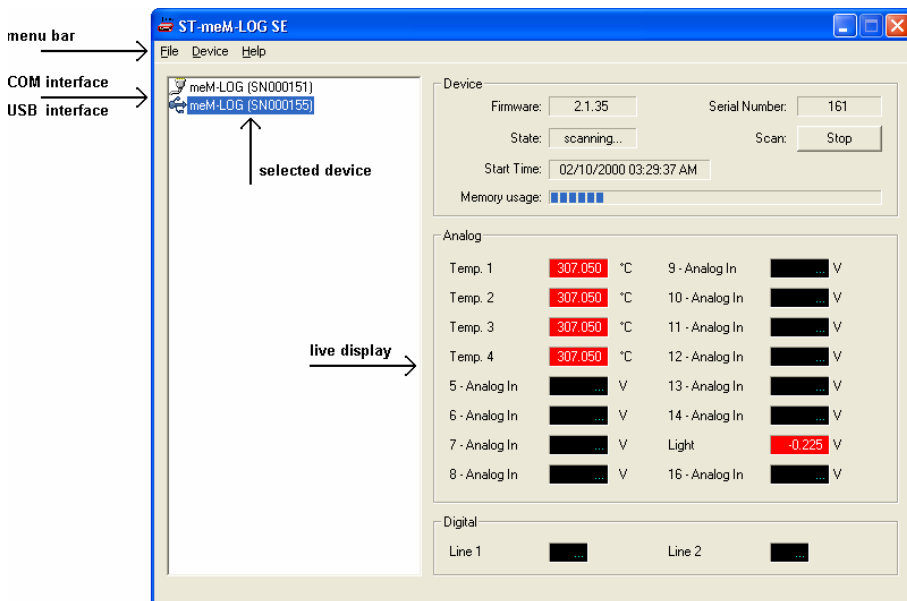 ST-meM-LOG SE
menu bar
File Device Help
COM interface
USB interface
meM-LOG (SN000151)
meM-LOG (SN000155)
selected device
Device
Firmware: 2.1.35 Serial Number: 161
State: scanning... Scan: Stop
Start Time: 02/10/2000 03:29:37 AM
Memory usage:
Analog
Temp. 1 307.050 °C 9 - Analog In ... V
Temp. 2 307.050 °C 10 - Analog In ... V
Temp. 3 307.050 °C 11 - Analog In ... V
live display
Temp. 4 307.050 °C 12 - Analog In ... V
5 - Analog In ... V 13 - Analog In ... V
6 - Analog In ... V 14 - Analog In ... V
7 - Analog In ... V Light -0.225 V
8 - Analog In ... V 16 - Analog In ... V
Digital
Line 1 ... Line 2 ...